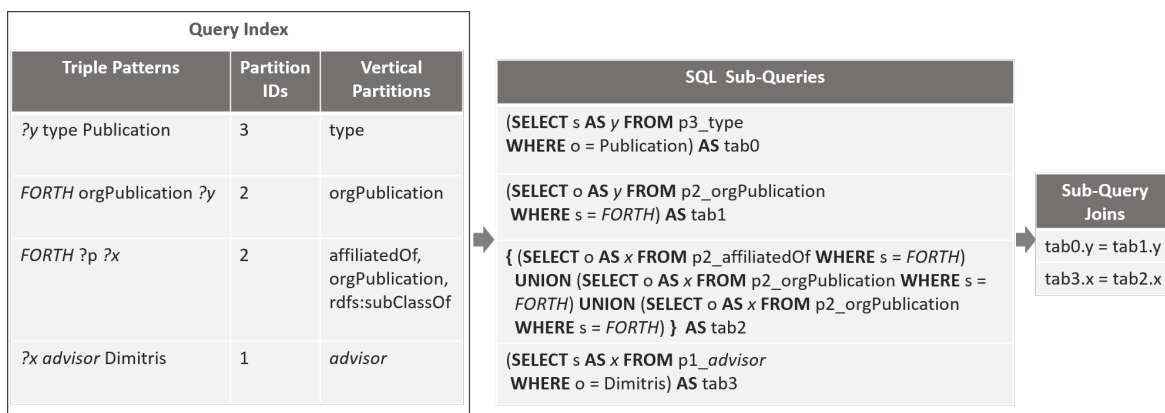 Query Index
Triple Patterns
Partition
IDs
Vertical
Partitions
?y type Publication
3
type
FORTH orgPublication ?y
2
orgPublication
FORTH ?p ?x
2
affiliatedOf,
orgPublication,
rdfs:subClassOf
?x advisor Dimitris
1
advisor
SQL Sub-Queries
(SELECT s AS y FROM p3_type
WHERE o = Publication) AS tab0
(SELECT o AS y FROM p2_orgPublication
WHERE s = FORTH) AS tab1
{ (SELECT o AS x FROM p2_affiliatedOf WHERE s = FORTH)
UNION (SELECT o AS x FROM p2_orgPublication WHERE s =
FORTH) UNION (SELECT o AS x FROM p2_orgPublication
WHERE s = FORTH) } AS tab2
(SELECT s AS x FROM p1_advisor
WHERE o = Dimitris) AS tab3
Sub-Query
Joins
tab0.y = tab1.y
tab3.x = tab2.x